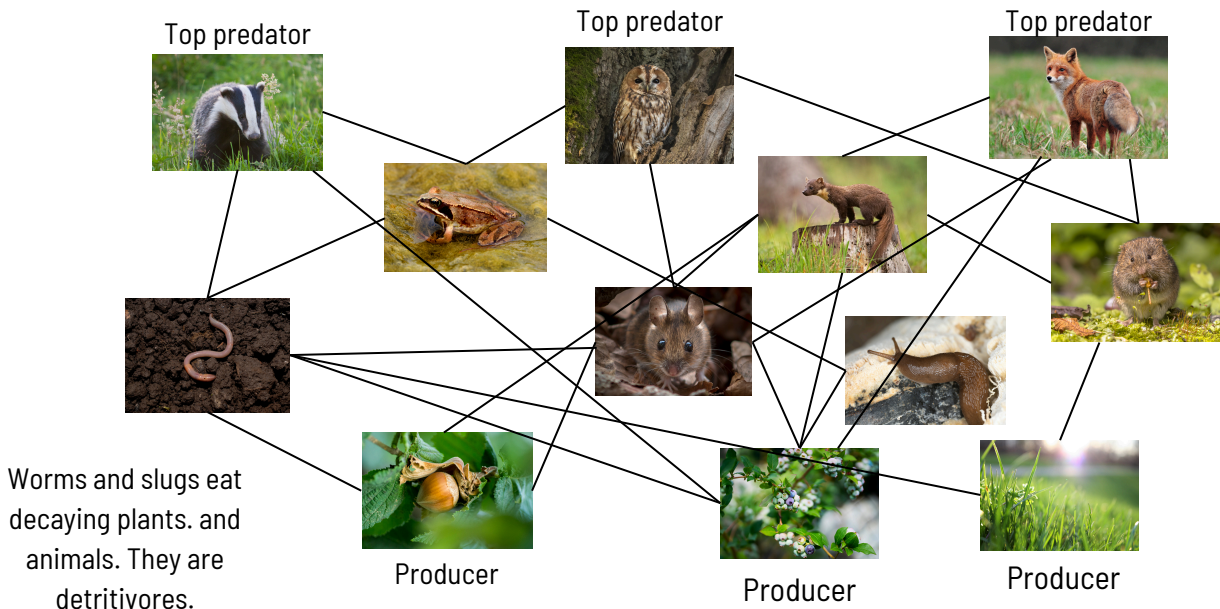 Top predator
Top predator
Top predator
Worms and slugs eat
decaying plants. and
animals. They are
detritivores.
Producer
Producer
Producer